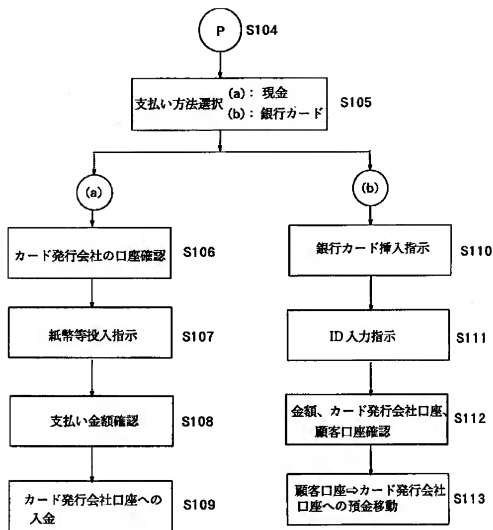 P
S104
支払い方法選択 (a)：現金
(b)：銀行カード
S105
(a)
(b)
カード発行会社の口座確認
S106
銀行カード挿入指示
S110
紙幣等投入指示
S107
ID入力指示
S111
支払い金額確認
S108
金額、カード発行会社口座、
顧客口座確認
S112
カード発行会社口座への
入金
S109
顧客口座⇒カード発行会社
口座への預金移動
S113